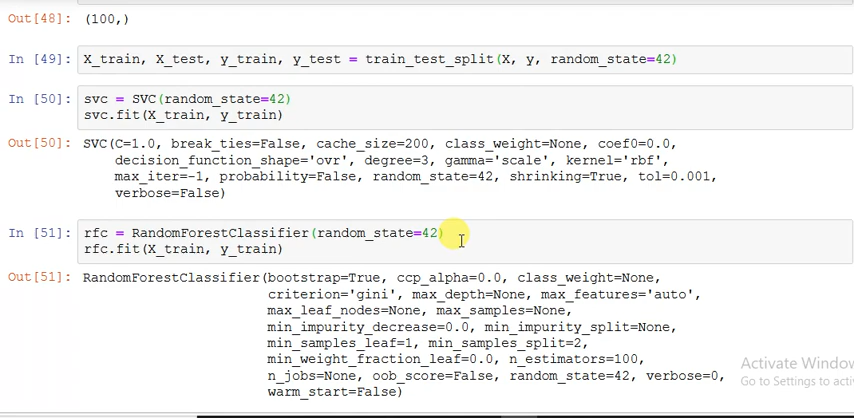 Out[48]: (100,)
In [49]: X_train, X_test, y_train, y_test = train_test_split(X, y, random_state=42)
In [50]: svc = SVC(random_state=42)
svc.fit(X_train, y_train)
Out[50]: SVC(C=1.0, break_ties=False, cache_size=200, class_weight=None, coef0=0.0,
decision_function_shape='ovr', degree=3, gamma='scale', kernel='rbf',
max_iter=-1, probability=False, random_state=42, shrinking=True, tol=0.001,
verbose=False)
In [51]: rfc = RandomForestClassifier(random_state=42)
rfc.fit(X_train, y_train)
Out[51]: RandomForestClassifier(bootstrap=True, ccp_alpha=0.0, class_weight=None,
criterion='gini', max_depth=None, max_features='auto',
max_leaf_nodes=None, max_samples=None,
min_impurity_decrease=0.0, min_impurity_split=None,
min_samples_leaf=1, min_samples_split=2,
min_weight_fraction_leaf=0.0, n_estimators=100,
n_jobs=None, oob_score=False, random_state=42, verbose=0,
warm_start=False)
Activate Window
Go to Settings to acti